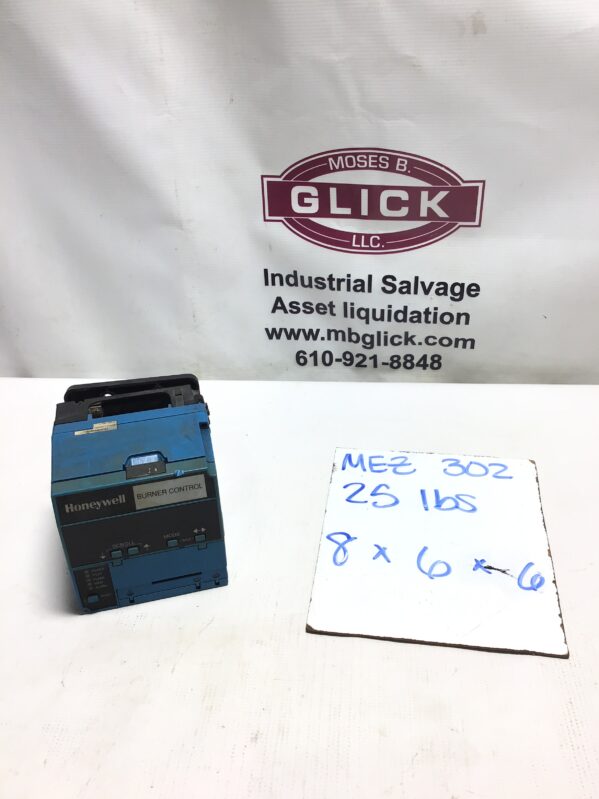 MOSES B.
GLICK
LLC.
Industrial Salvage
Asset liquidation
www.mbglick.com
610-921-8848
MEZ 302
25 lbs
8 x 6 x 6
Honeywell
BURNER CONTROL
SCROLL
MODE